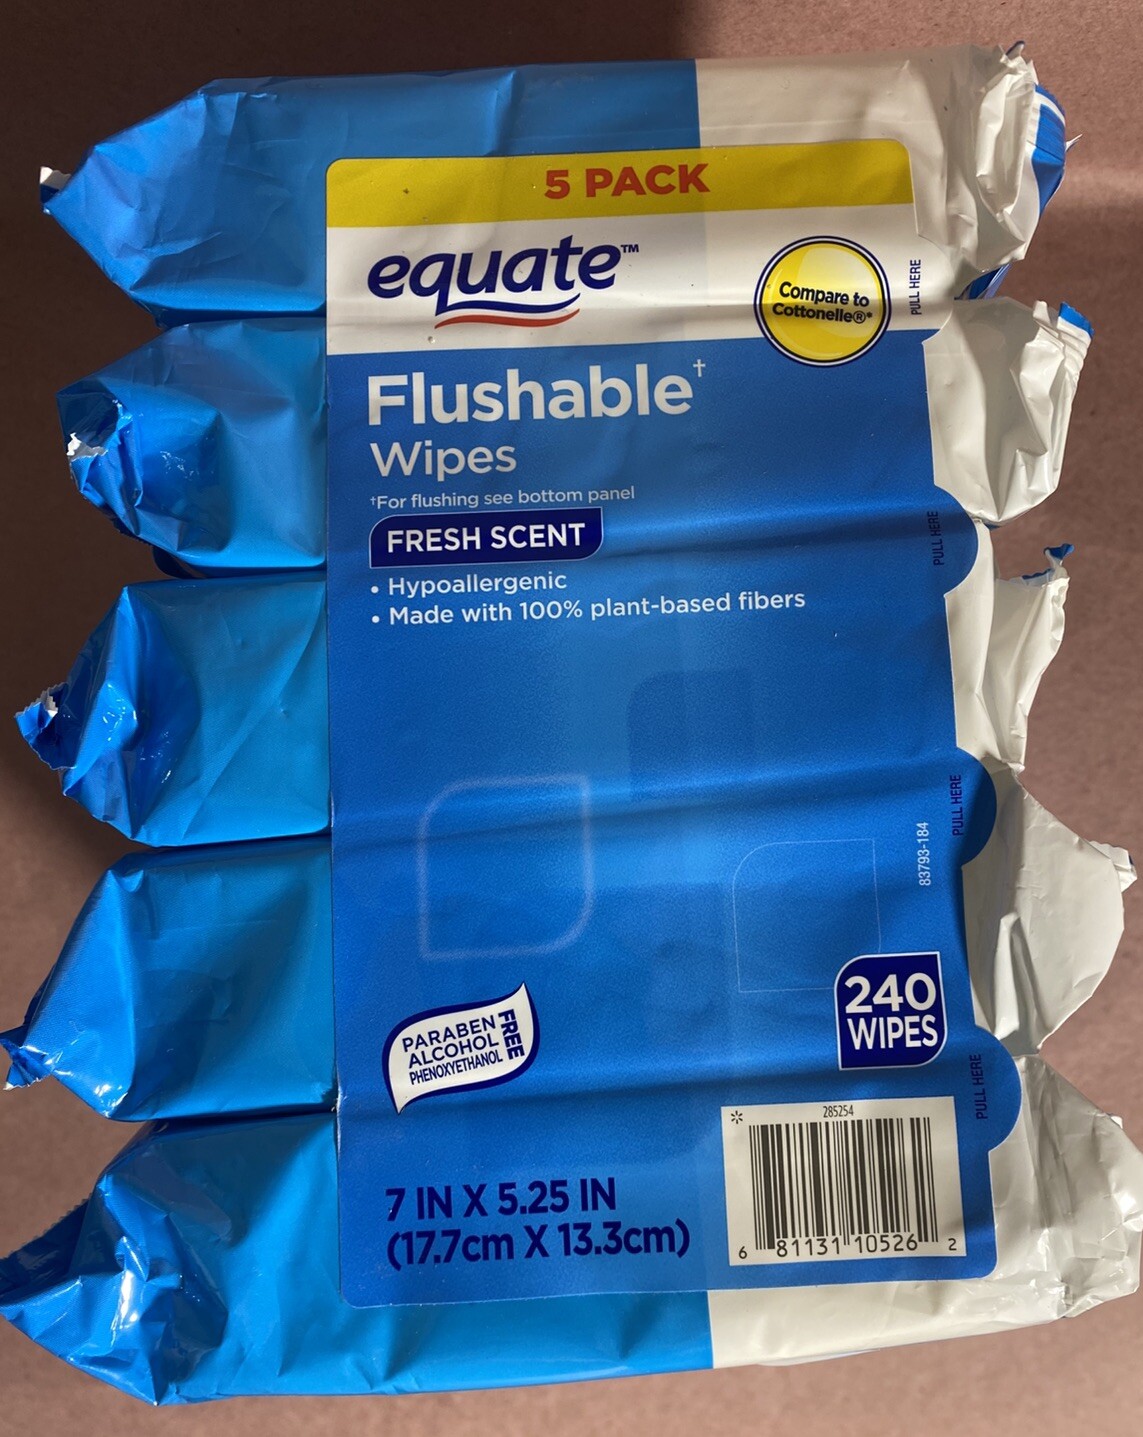 5 PACK
equate™
Compare to
Cottonelle®*
PULL HERE
Flushable†
Wipes
†For flushing see bottom panel
FRESH SCENT
• Hypoallergenic
• Made with 100% plant-based fibers
PULL HERE
PULL HERE
83793-184
240
WIPES
PARABEN
ALCOHOL
PHENOXYETHANOL
FREE
PULL HERE
285254
*
6 81131 10526 2
7 IN X 5.25 IN
(17.7cm X 13.3cm)